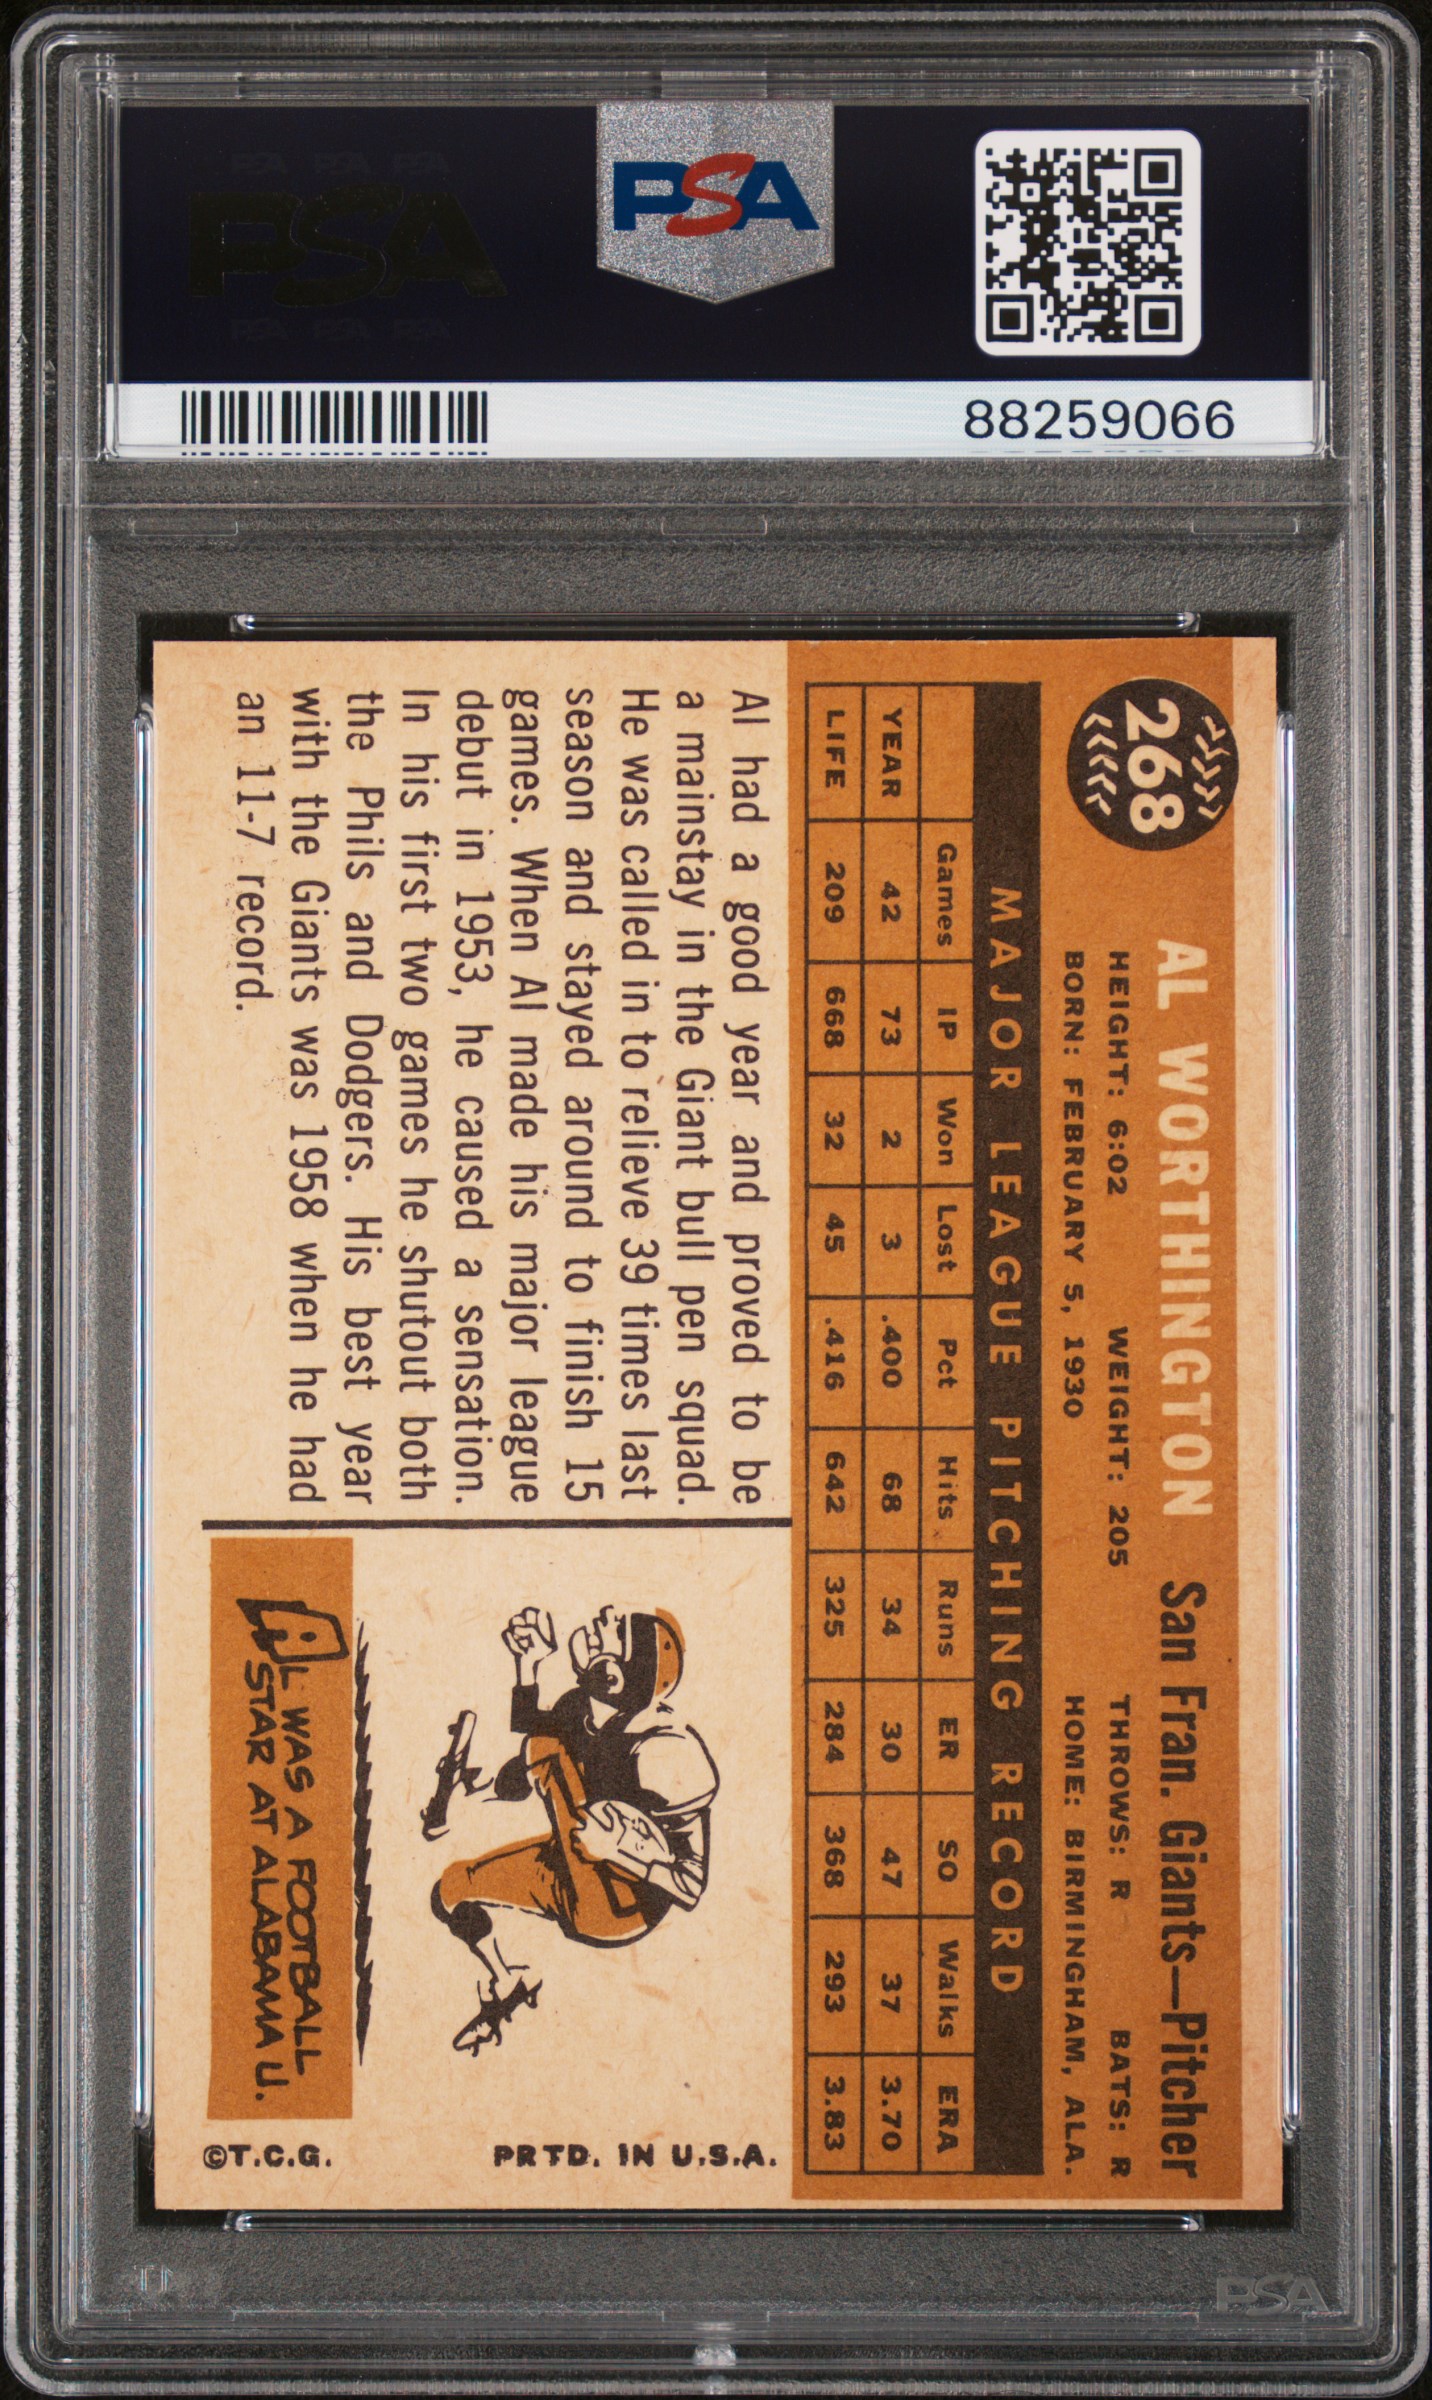 PSA PSA PSA
PSA
PSA PSA PSA
PSA
88259066
268
AL WORTHINGTON San Fran. Giants—Pitcher
HEIGHT: 6:02 WEIGHT: 205 THROWS: R BATS: R
BORN: FEBRUARY 5, 1930 HOME: BIRMINGHAM, ALA.
MAJOR LEAGUE PITCHING RECORD
Games IP Won Lost Pct Hits Runs ER SO Walks ERA
YEAR 42 73 2 3 .400 68 34 30 47 37 3.70
LIFE 209 668 32 45 .416 642 325 284 368 293 3.83
Al had a good year and proved to be
a mainstay in the Giant bull pen squad.
He was called in to relieve 39 times last
season and stayed around to finish 15
games. When Al made his major league
debut in 1953, he caused a sensation.
In his first two games he shutout both
the Phils and Dodgers. His best year
with the Giants was 1958 when he had
an 11-7 record.
AL WAS A FOOTBALL
STAR AT ALABAMA U.
©T.C.G.
PRTD. IN U.S.A.
PSA